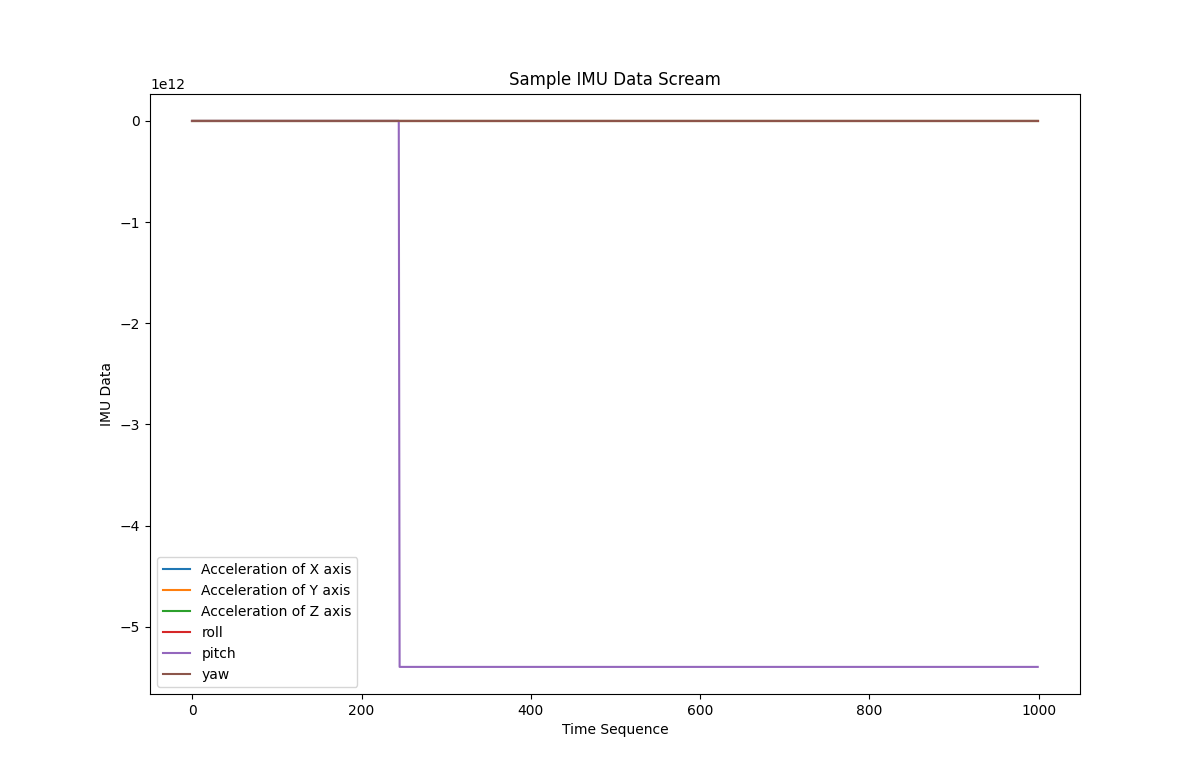 Sample IMU Data Scream
1e12
0
−1
−2
−3
−4
−5
IMU Data
Acceleration of X axis
Acceleration of Y axis
Acceleration of Z axis
roll
pitch
yaw
0 200 400 600 800 1000
Time Sequence